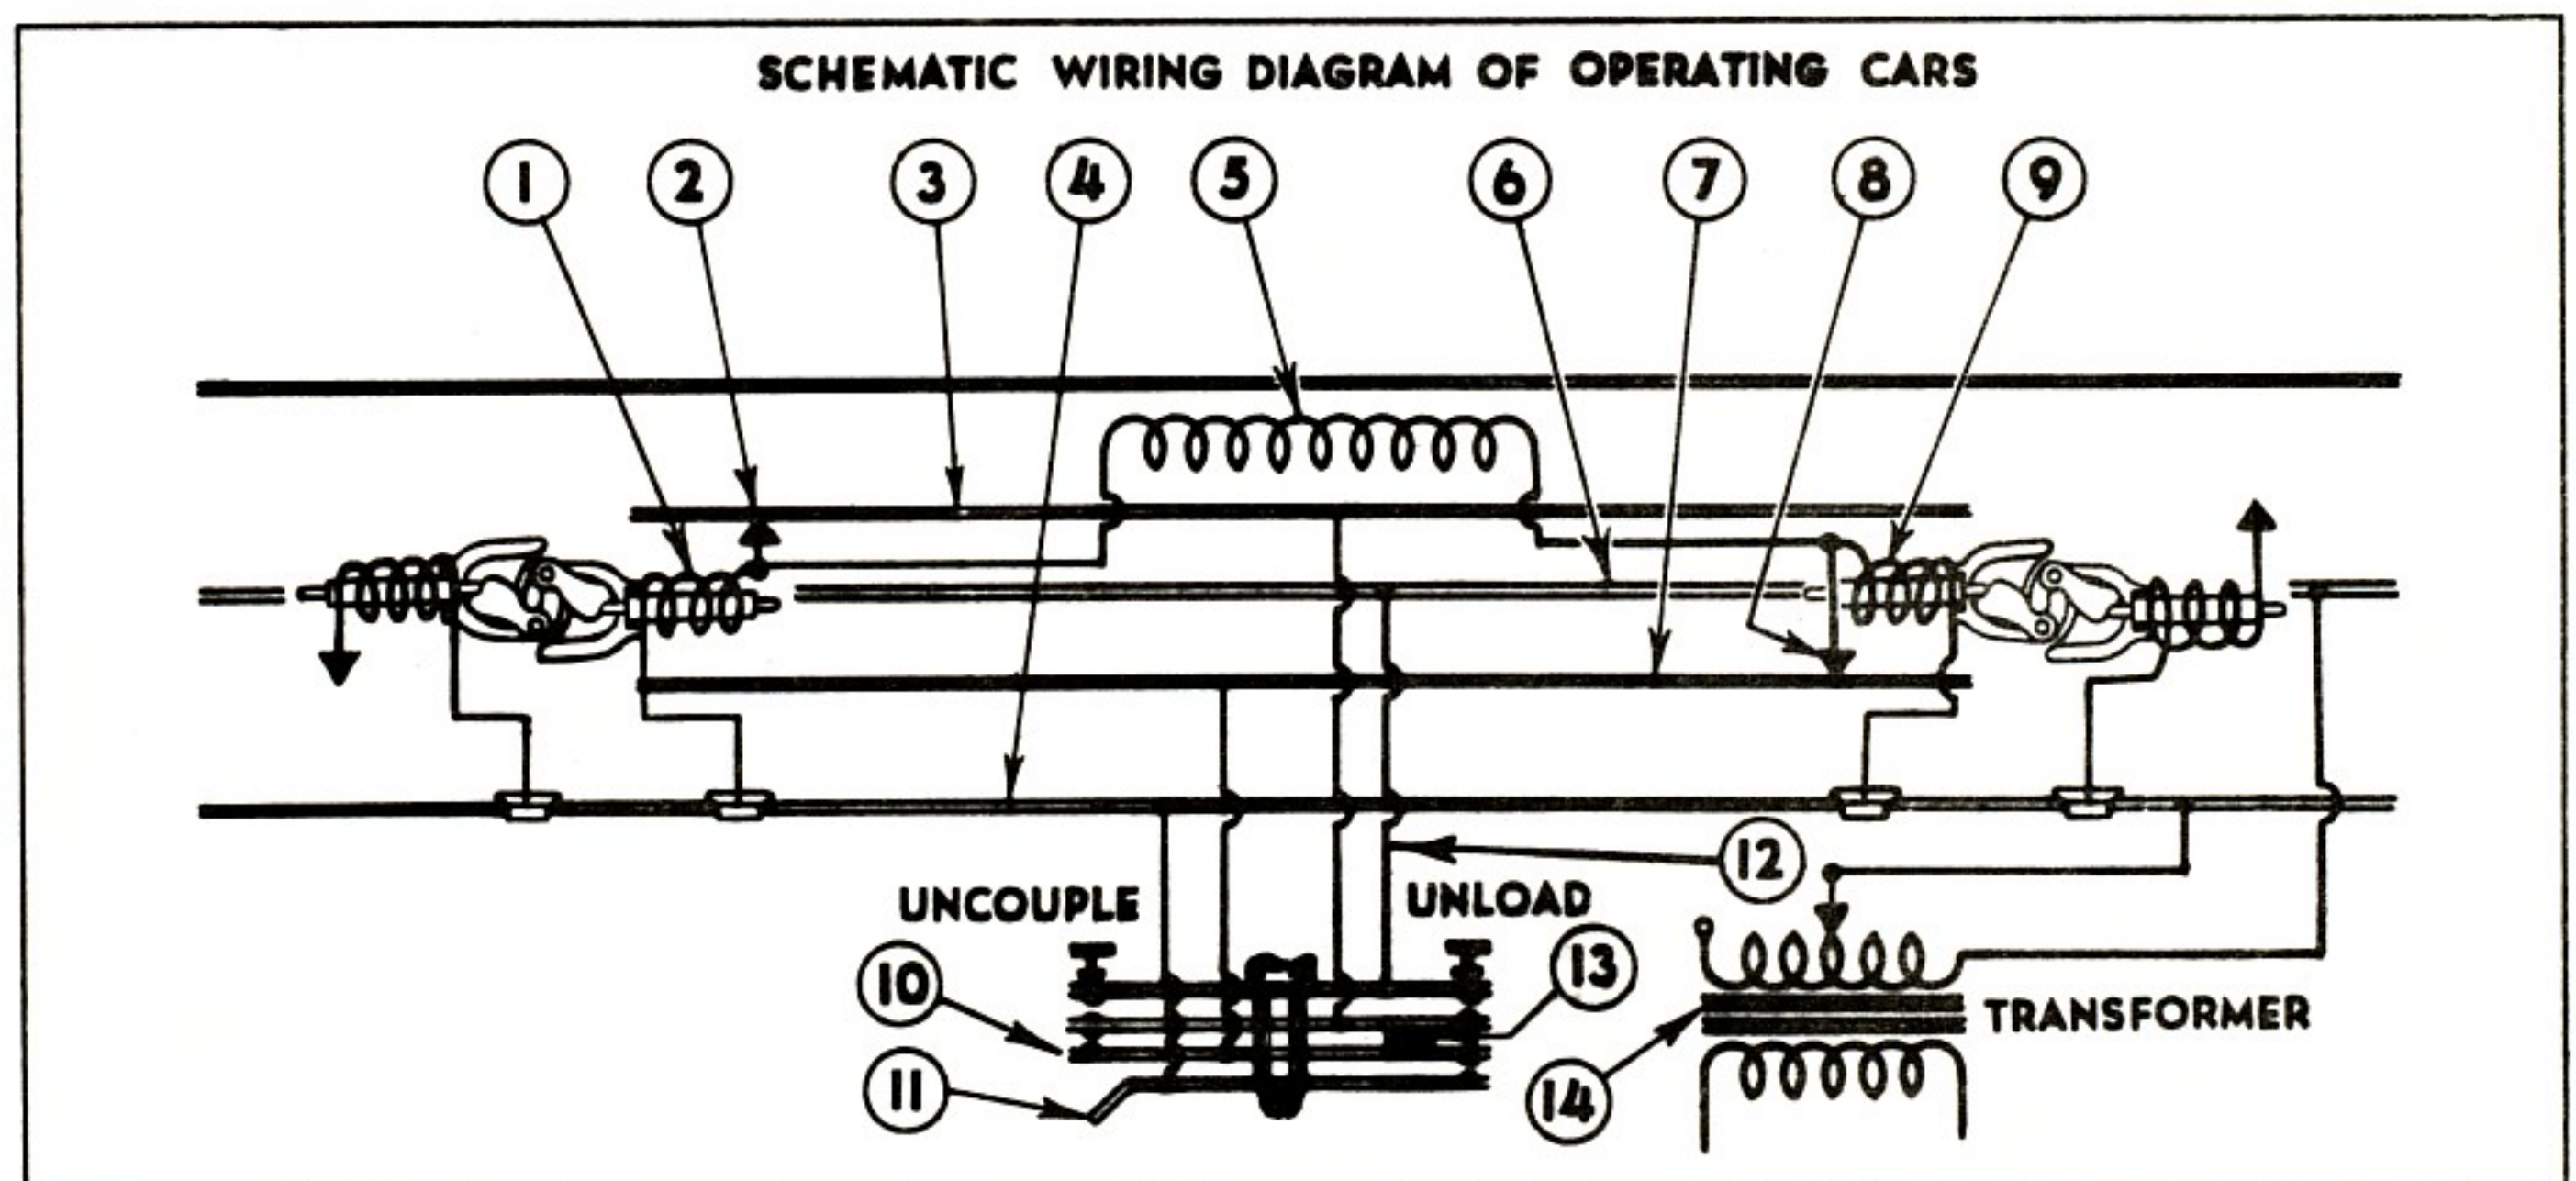 SCHEMATIC WIRING DIAGRAM OF OPERATING CARS
1 2 3 4 5 6 7 8 9
12
UNCOUPLE UNLOAD
10 13
TRANSFORMER
11 14